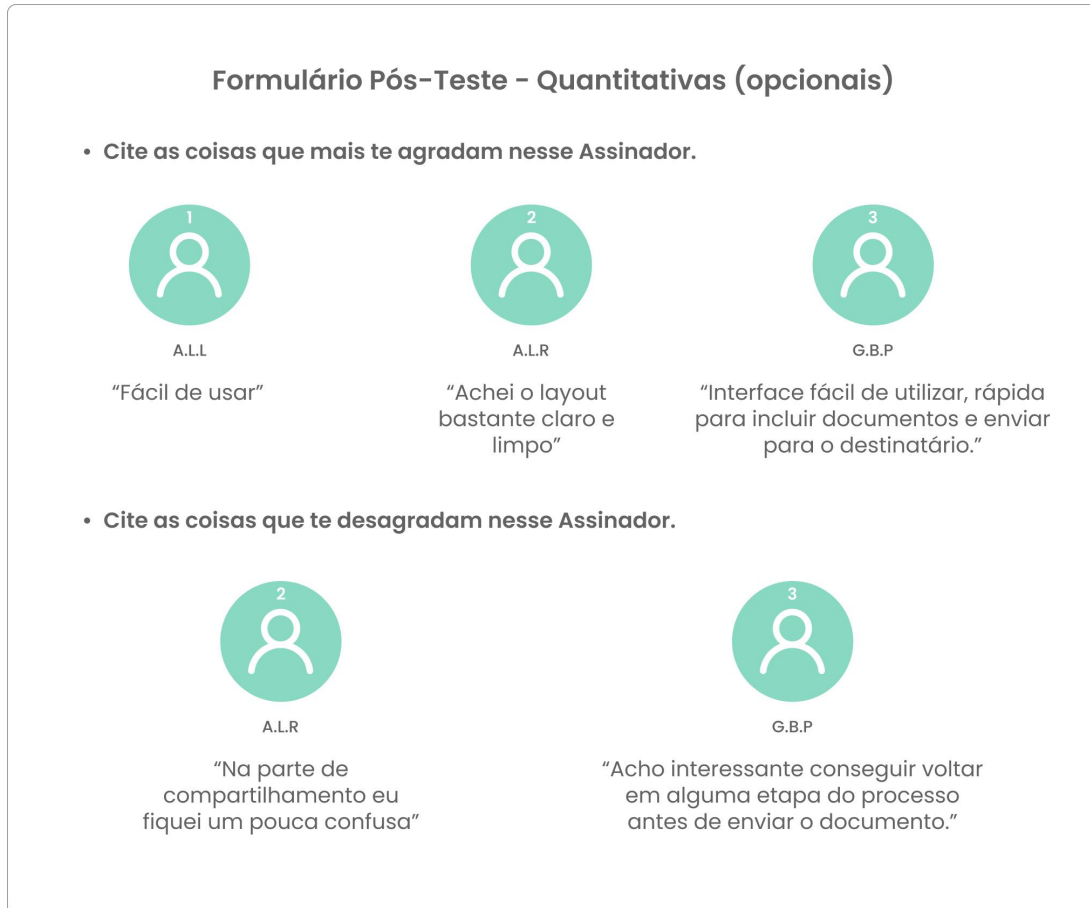 Formulário Pós-Teste - Quantitativas (opcionais)
• Cite as coisas que mais te agradam nesse Assinador.
1
A.L.L
“Fácil de usar”
2
A.L.R
“Achei o layout
bastante claro e
limpo”
3
G.B.P
“Interface fácil de utilizar, rápida
para incluir documentos e enviar
para o destinatário.”
• Cite as coisas que te desagradam nesse Assinador.
2
A.L.R
“Na parte de
compartilhamento eu
fiquei um pouca confusa”
3
G.B.P
“Acho interessante conseguir voltar
em alguma etapa do processo
antes de enviar o documento.”